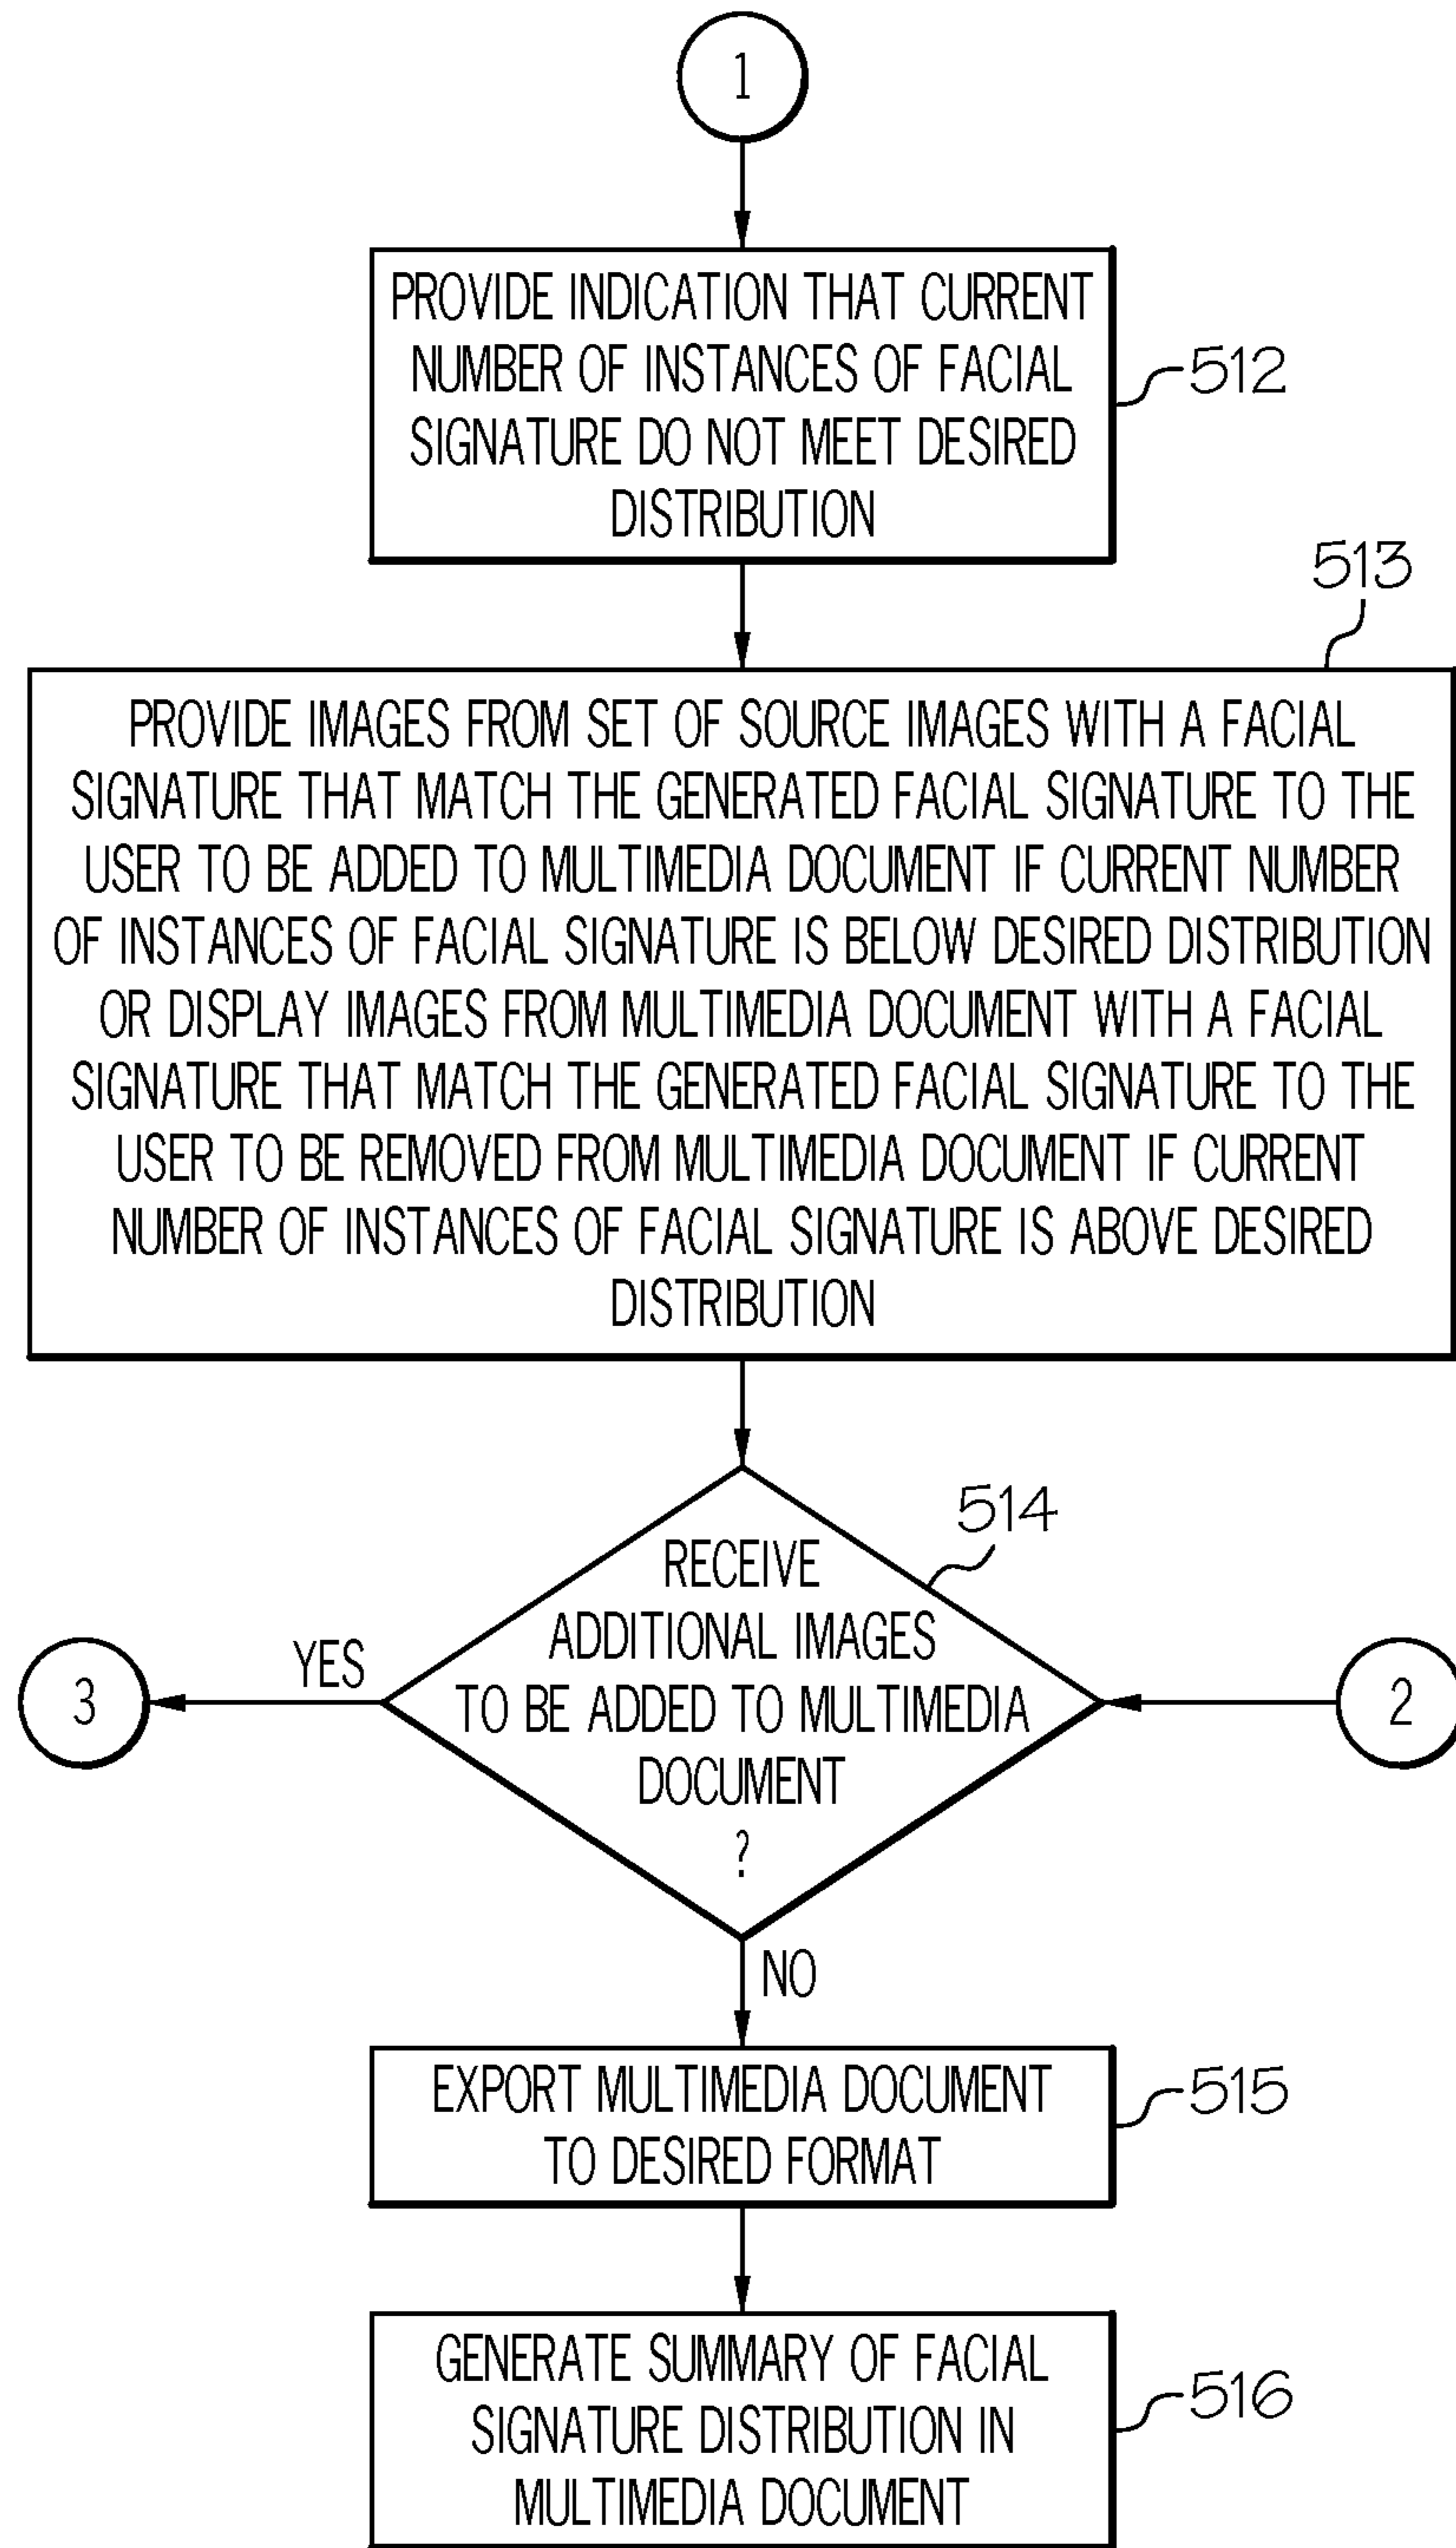 1
PROVIDE INDICATION THAT CURRENT
NUMBER OF INSTANCES OF FACIAL
SIGNATURE DO NOT MEET DESIRED
DISTRIBUTION
512
513
PROVIDE IMAGES FROM SET OF SOURCE IMAGES WITH A FACIAL
SIGNATURE THAT MATCH THE GENERATED FACIAL SIGNATURE TO THE
USER TO BE ADDED TO MULTIMEDIA DOCUMENT IF CURRENT NUMBER
OF INSTANCES OF FACIAL SIGNATURE IS BELOW DESIRED DISTRIBUTION
OR DISPLAY IMAGES FROM MULTIMEDIA DOCUMENT WITH A FACIAL
SIGNATURE THAT MATCH THE GENERATED FACIAL SIGNATURE TO THE
USER TO BE REMOVED FROM MULTIMEDIA DOCUMENT IF CURRENT
NUMBER OF INSTANCES OF FACIAL SIGNATURE IS ABOVE DESIRED
DISTRIBUTION
514
RECEIVE
ADDITIONAL IMAGES
TO BE ADDED TO MULTIMEDIA
DOCUMENT
?
YES
3
2
NO
EXPORT MULTIMEDIA DOCUMENT
TO DESIRED FORMAT
515
GENERATE SUMMARY OF FACIAL
SIGNATURE DISTRIBUTION IN
MULTIMEDIA DOCUMENT
516